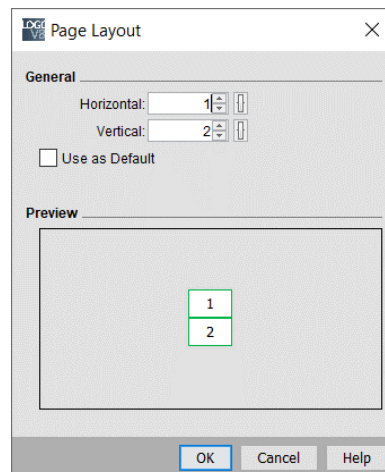 LOGO
V8
Page Layout
General
Horizontal: 1
Vertical: 2
Use as Default
Preview
1
2
OK Cancel Help